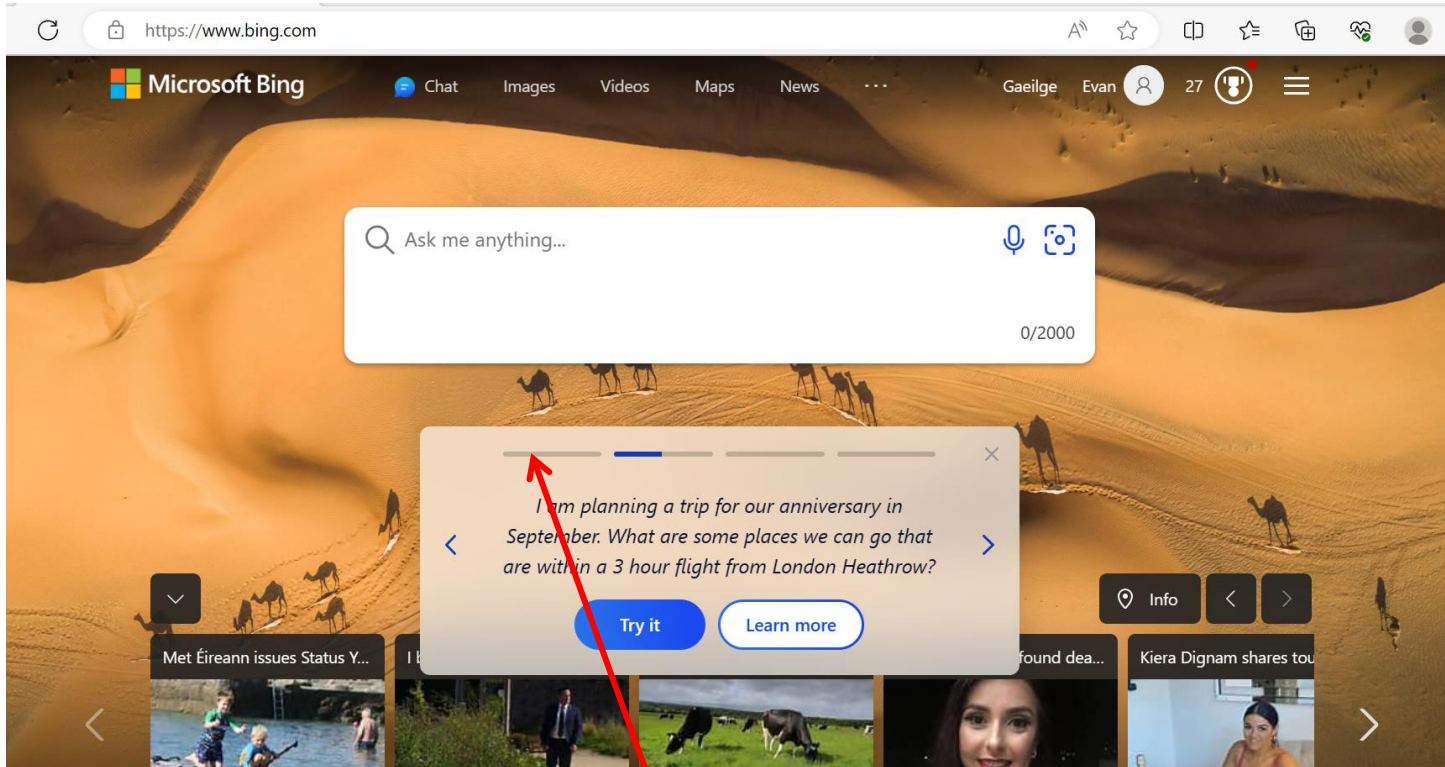 https://www.bing.com
Microsoft Bing Chat Images Videos Maps News ... Gaeilge Evan 27
Ask me anything...
0/2000
I am planning a trip for our anniversary in
September. What are some places we can go that
are within a 3 hour flight from London Heathrow?
Info
Try it Learn more
Met Éireann issues Status Y...
found dea...
Kiera Dignam shares tou